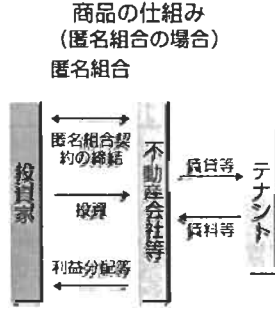 商品の仕組み
（匿名組合の場合）
匿名組合
投資家
匿名組合契
約の締結
投資
利益分配等
不動産会社等
賃貸等
賃料等
テナント